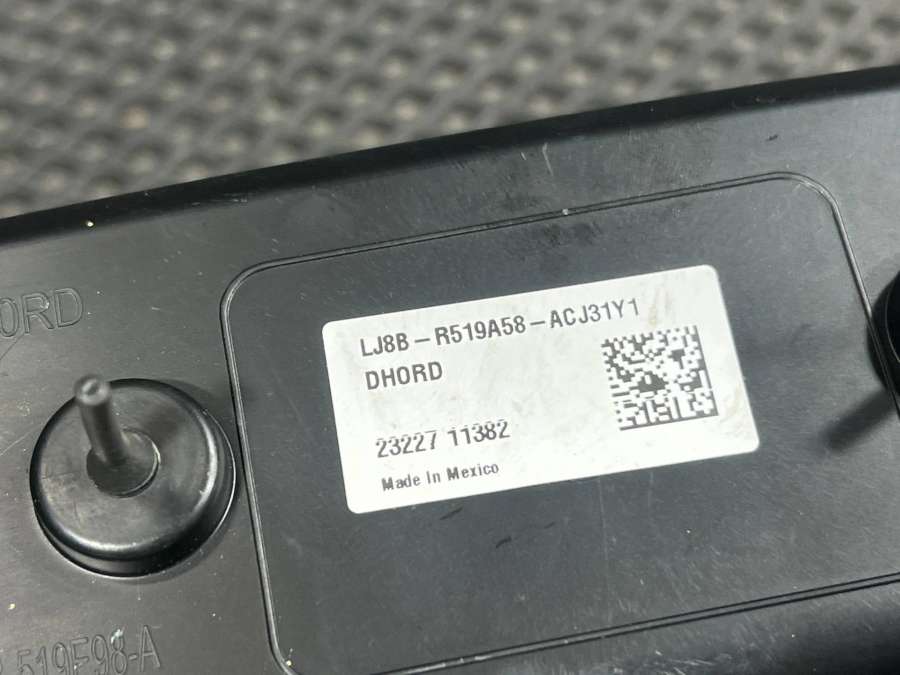 LJ8B-R519A58-ACJ31Y1
DHORD
23227 11382
Made In Mexico
ORD
519F98-A